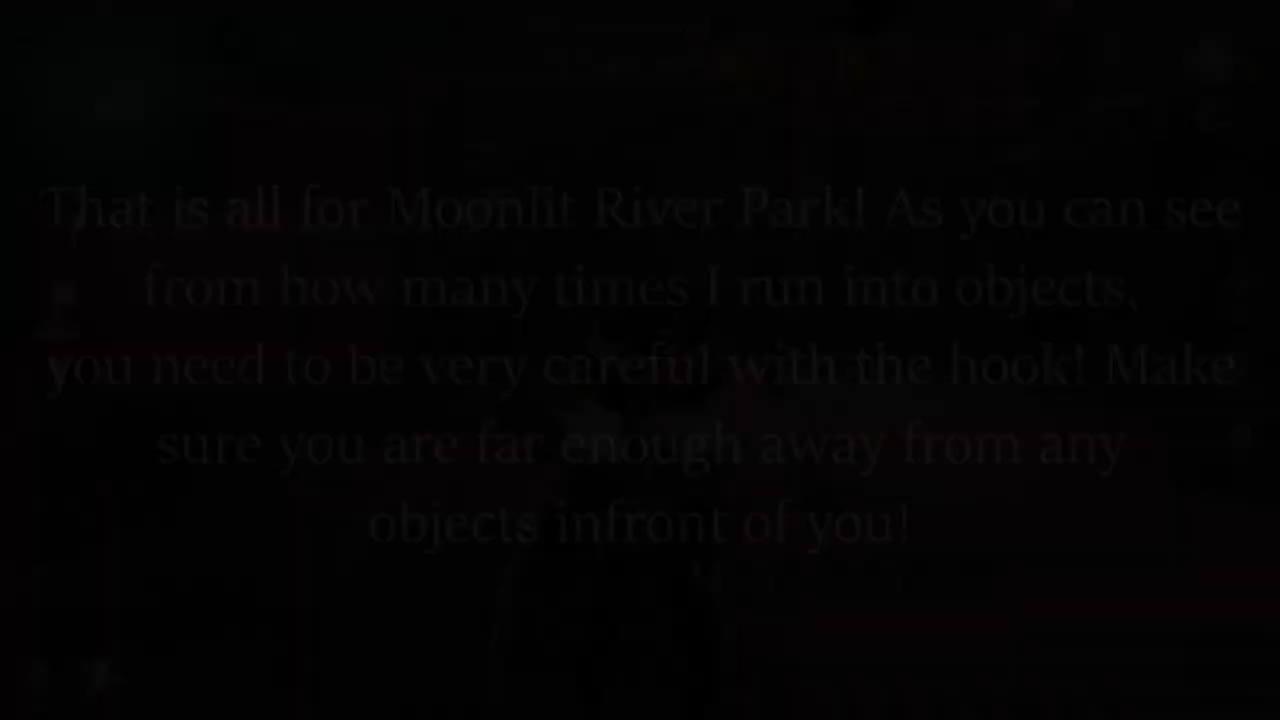 That is all for Moonlit River Park! As you can see
from how many times I run into objects,
you need to be very careful with the hook! Make
sure you are far enough away from any
objects infront of you!